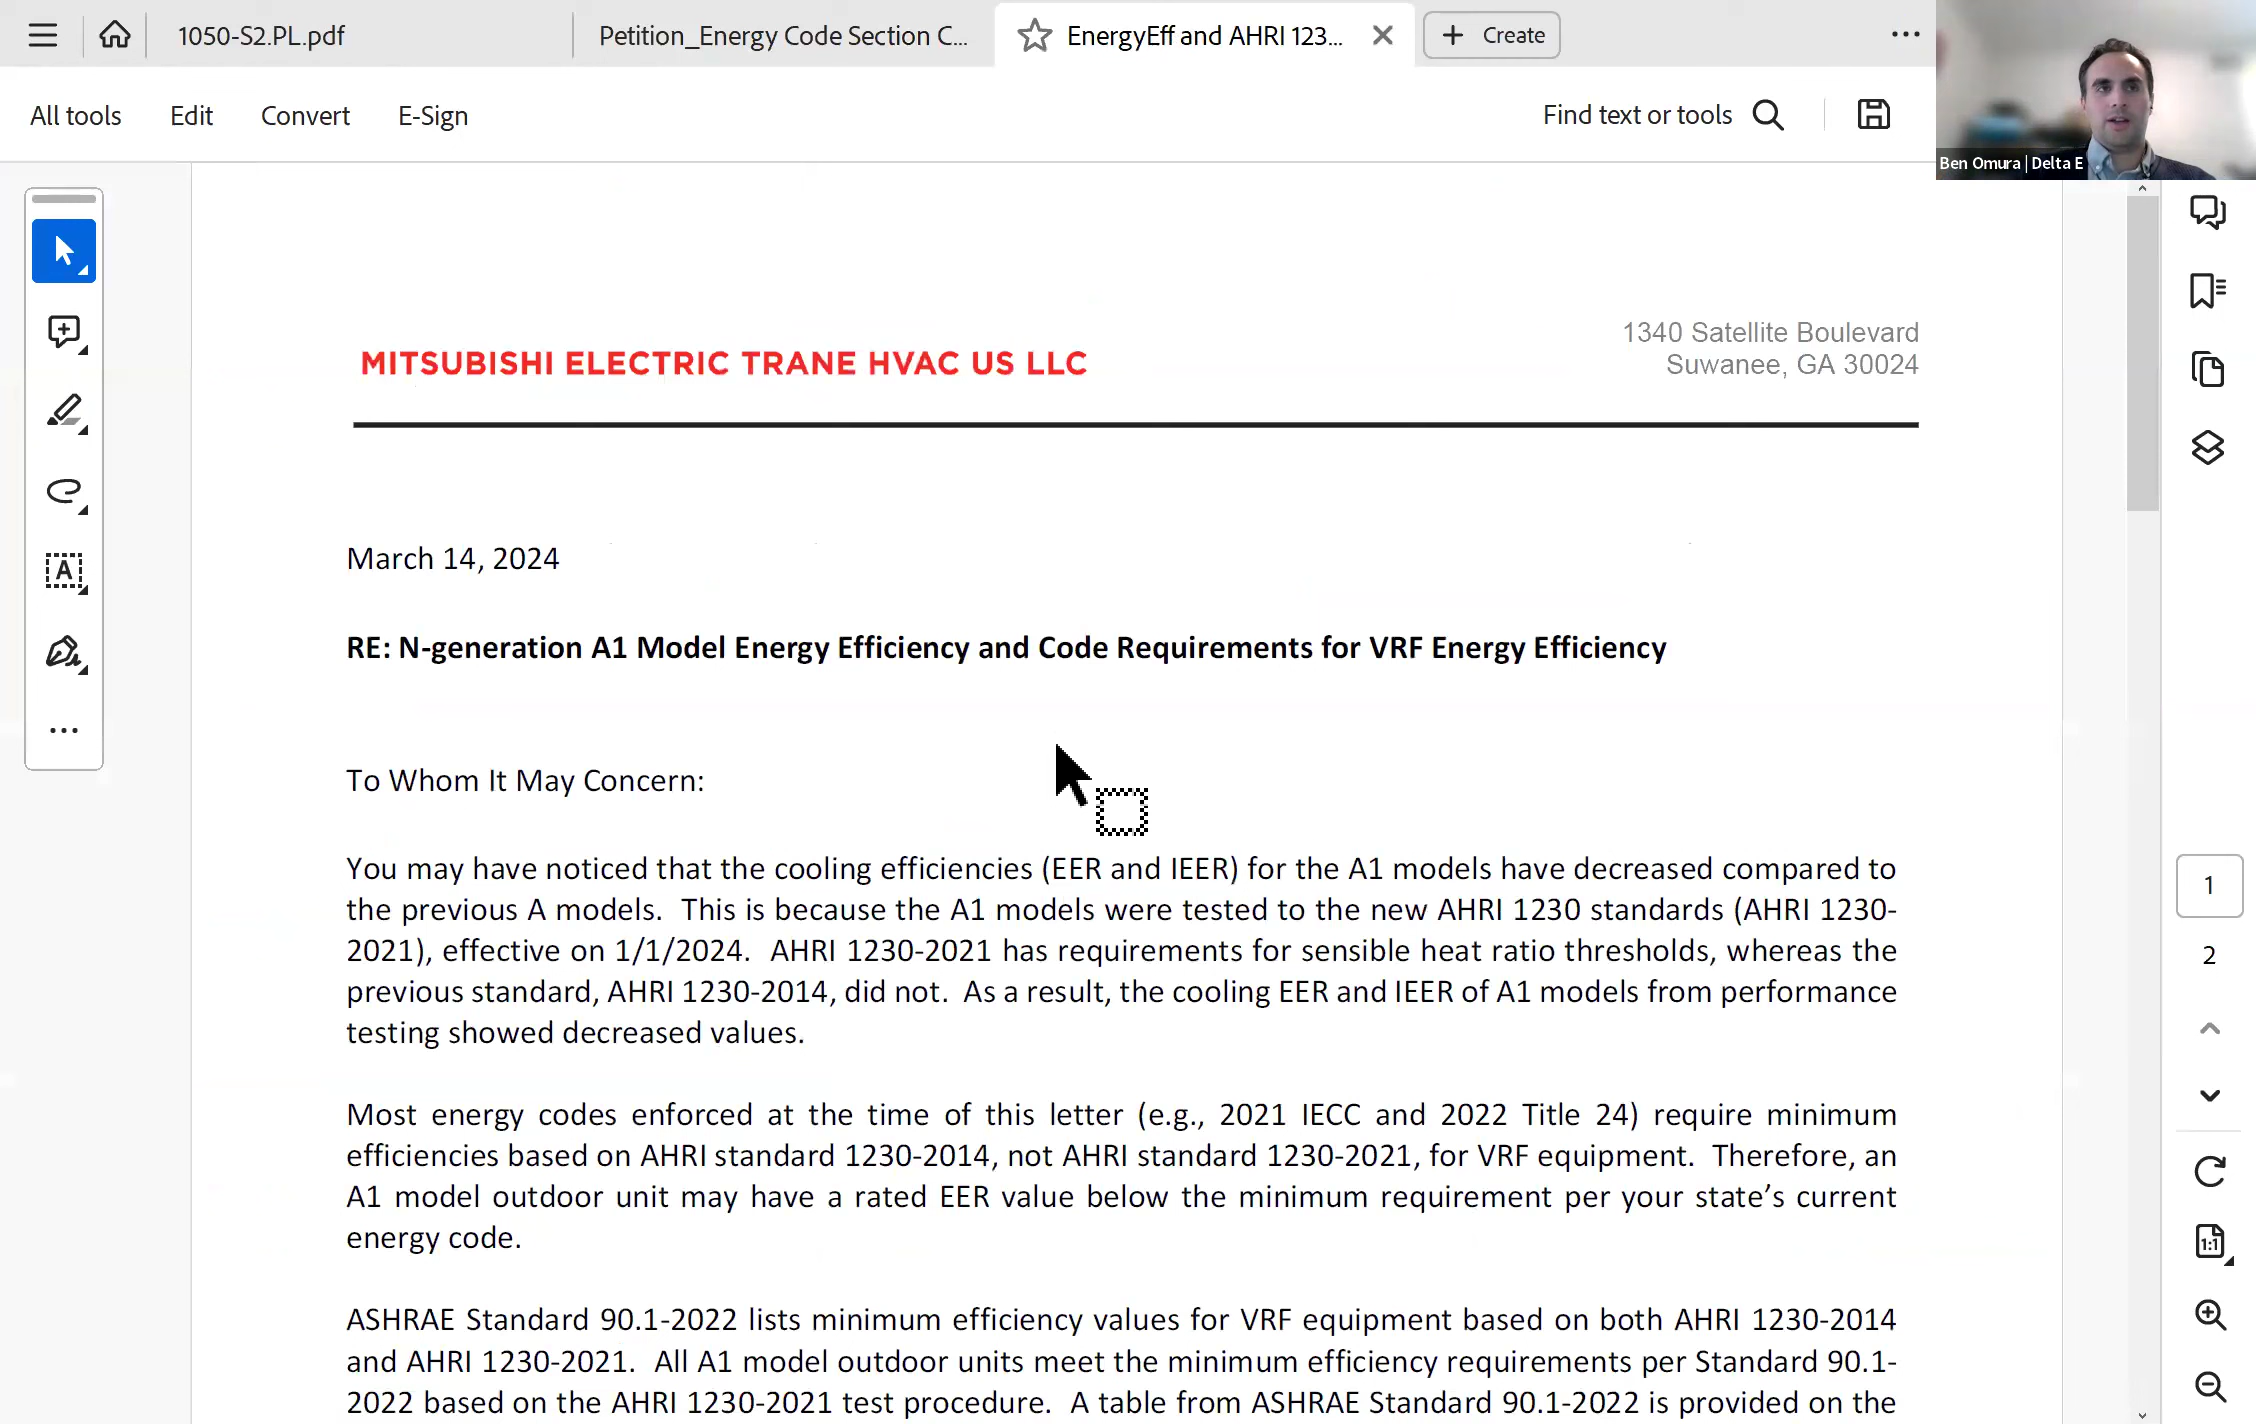 1050-S2.PL.pdf
Petition_Energy Code Section C...
EnergyEff and AHRI 123...
Create
All tools
Edit
Convert
E-Sign
Find text or tools
Ben Omura | Delta E
MITSUBISHI ELECTRIC TRANE HVAC US LLC
1340 Satellite Boulevard
Suwanee, GA 30024
March 14, 2024
RE: N-generation A1 Model Energy Efficiency and Code Requirements for VRF Energy Efficiency
To Whom It May Concern:
You may have noticed that the cooling efficiencies (EER and IEER) for the A1 models have decreased compared to
the previous A models.  This is because the A1 models were tested to the new AHRI 1230 standards (AHRI 1230-
2021), effective on 1/1/2024.  AHRI 1230-2021 has requirements for sensible heat ratio thresholds, whereas the
previous standard, AHRI 1230-2014, did not.  As a result, the cooling EER and IEER of A1 models from performance
testing showed decreased values.
Most energy codes enforced at the time of this letter (e.g., 2021 IECC and 2022 Title 24) require minimum
efficiencies based on AHRI standard 1230-2014, not AHRI standard 1230-2021, for VRF equipment.  Therefore, an
A1 model outdoor unit may have a rated EER value below the minimum requirement per your state’s current
energy code.
ASHRAE Standard 90.1-2022 lists minimum efficiency values for VRF equipment based on both AHRI 1230-2014
and AHRI 1230-2021.  All A1 model outdoor units meet the minimum efficiency requirements per Standard 90.1-
2022 based on the AHRI 1230-2021 test procedure.  A table from ASHRAE Standard 90.1-2022 is provided on the
A
1
2
1:1